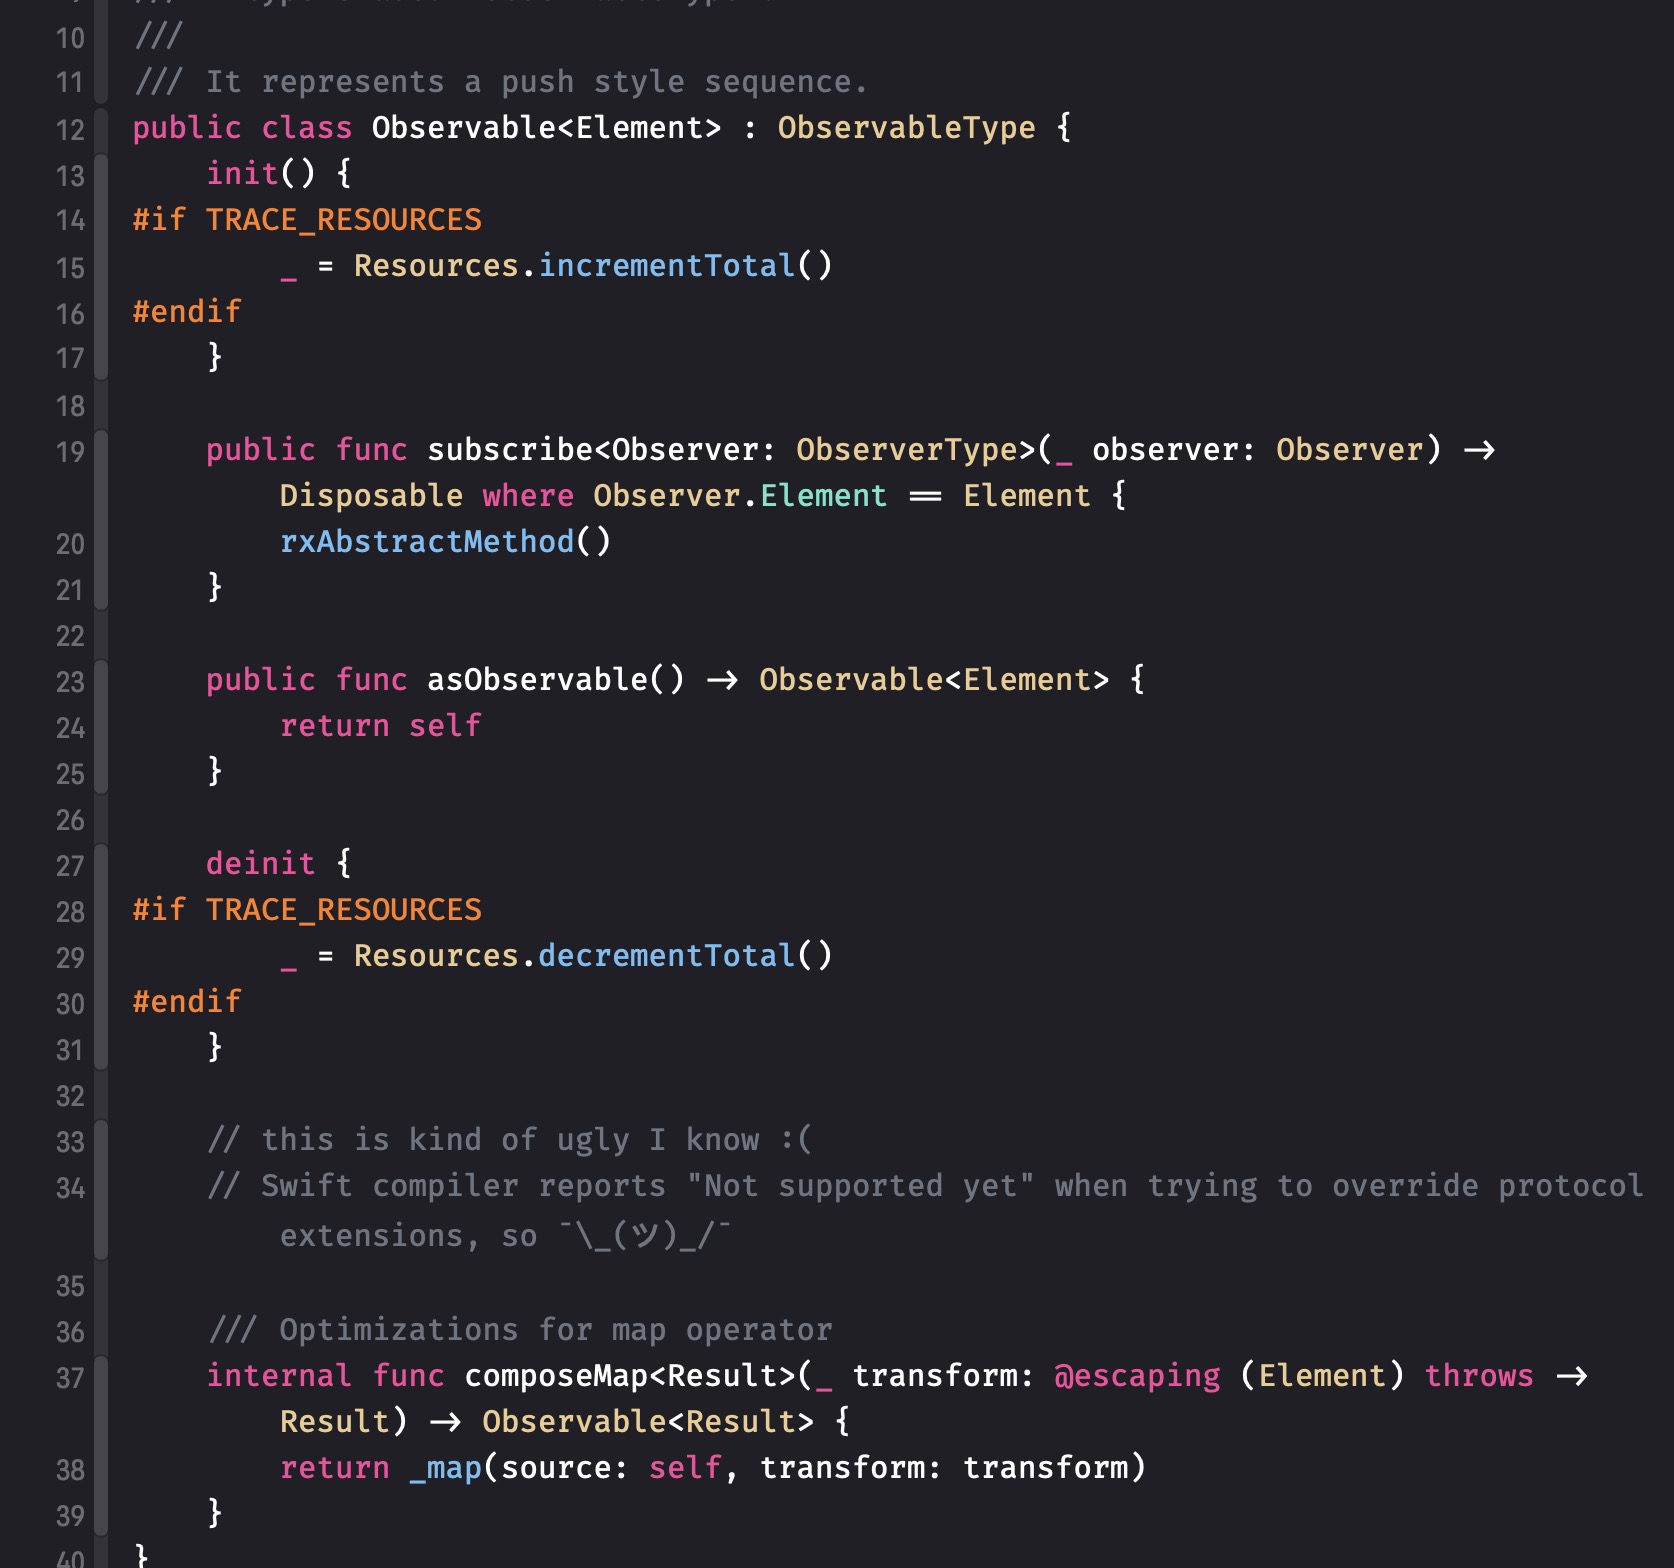 10 ///
11 /// It represents a push style sequence.
12 public class Observable<Element> : ObservableType {
13     init() {
14 #if TRACE_RESOURCES
15         _ = Resources.incrementTotal()
16 #endif
17     }
18
19     public func subscribe<Observer: ObserverType>(_ observer: Observer) ->
        Disposable where Observer.Element == Element {
20         rxAbstractMethod()
21     }
22
23     public func asObservable() -> Observable<Element> {
24         return self
25     }
26
27     deinit {
28 #if TRACE_RESOURCES
29         _ = Resources.decrementTotal()
30 #endif
31     }
32
33     // this is kind of ugly I know :(
34     // Swift compiler reports "Not supported yet" when trying to override protocol
        extensions, so ¯\_(ツ)_/¯
35
36     /// Optimizations for map operator
37     internal func composeMap<Result>(_ transform: @escaping (Element) throws ->
        Result) -> Observable<Result> {
38         return _map(source: self, transform: transform)
39     }
40 }